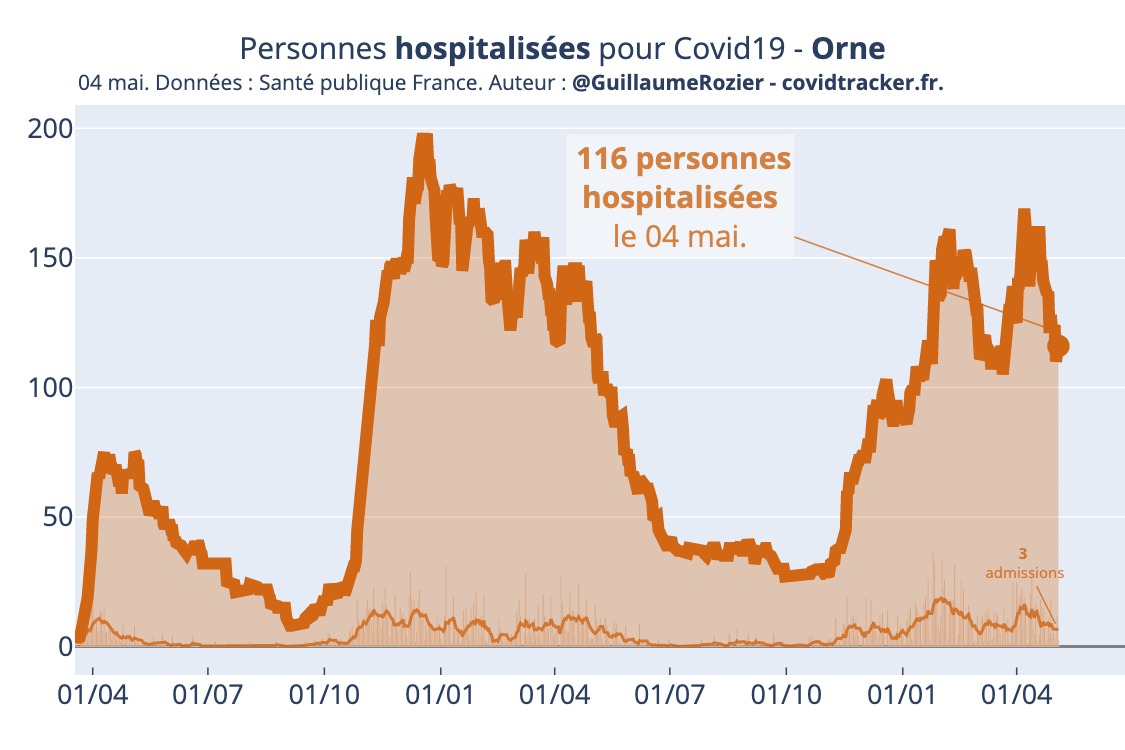 Personnes hospitalisées pour Covid19 - Orne
04 mai. Données : Santé publique France. Auteur : @GuillaumeRozier - covidtracker.fr.
200
116 personnes
hospitalisées
le 04 mai.
150
100
50
3
admissions
0
01/04 01/07 01/10 01/01 01/04 01/07 01/10 01/01 01/04